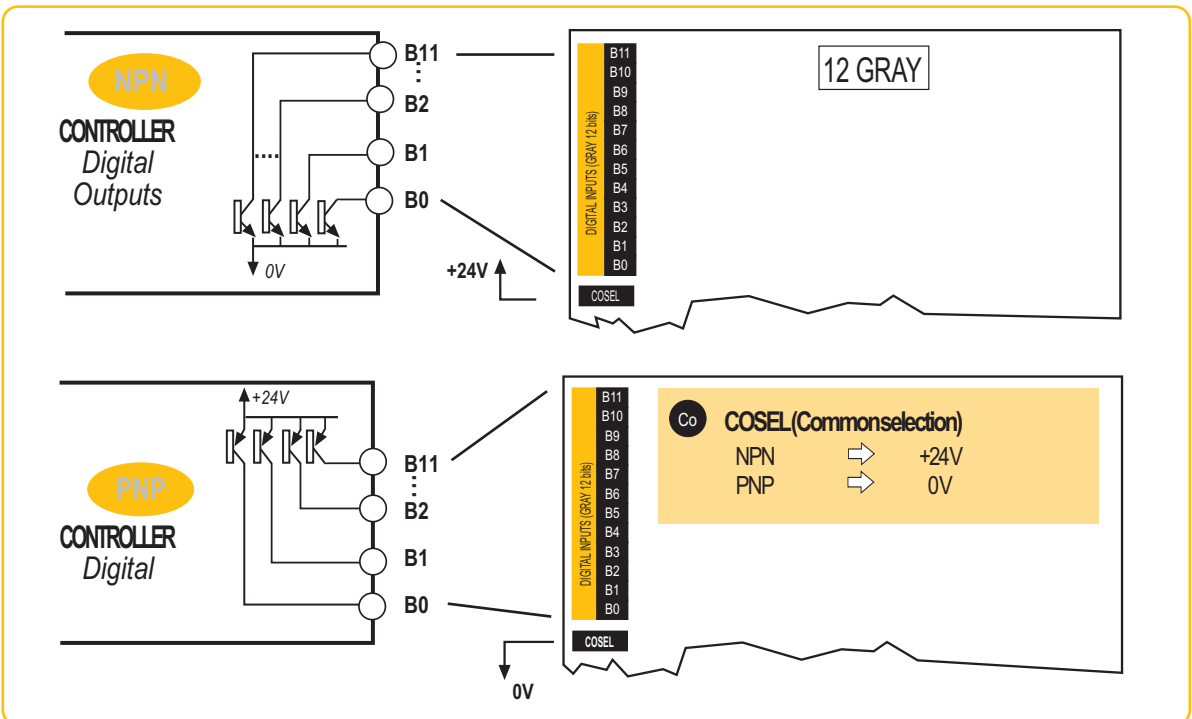 NPN
CONTROLLER
Digital
Outputs
0V
B11
B2
B1
B0
+24V
DIGITAL INPUTS (GRAY 12 bits)
B11
B10
B9
B8
B7
B6
B5
B4
B3
B2
B1
B0
COSEL
12 GRAY
PNP
CONTROLLER
Digital
+24V
B11
B2
B1
B0
0V
DIGITAL INPUTS (GRAY 12 bits)
B11
B10
B9
B8
B7
B6
B5
B4
B3
B2
B1
B0
COSEL
Co COSEL(Commonselection)
NPN +24V
PNP 0V